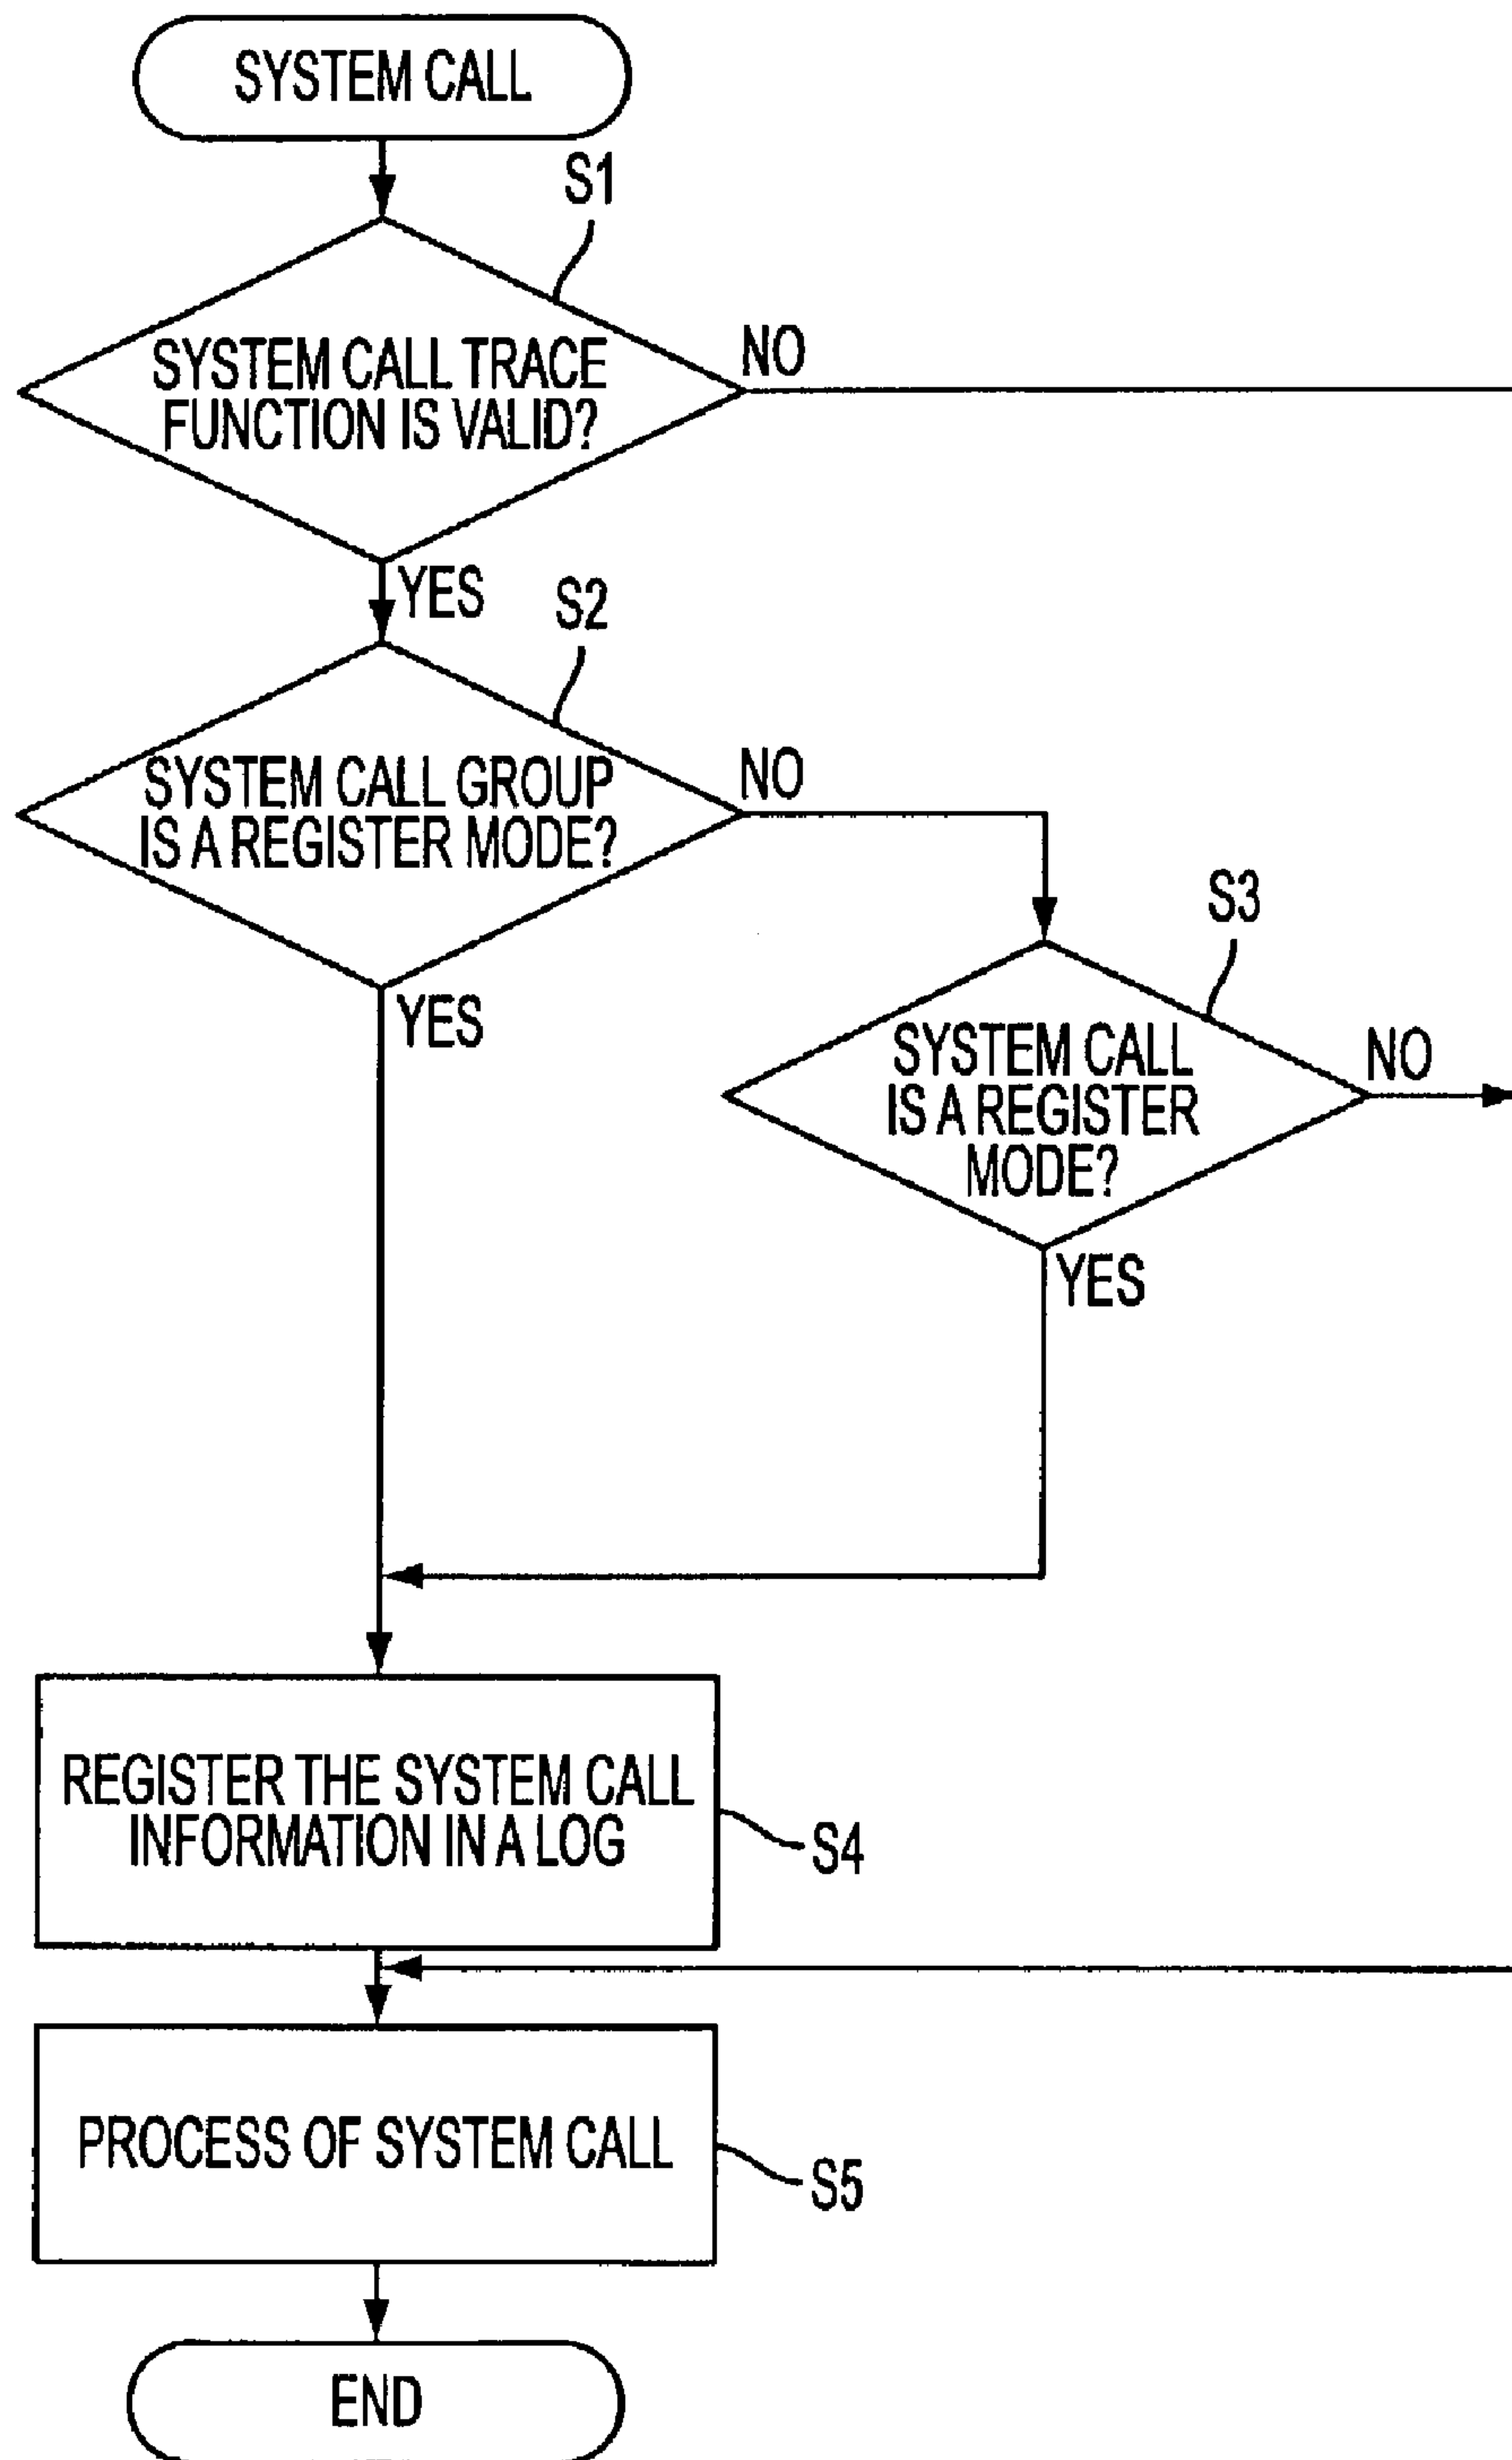 SYSTEM CALL
S1
SYSTEM CALL TRACE
FUNCTION IS VALID?
NO
YES
S2
SYSTEM CALL GROUP
IS A REGISTER MODE?
NO
YES
S3
SYSTEM CALL
IS A REGISTER
MODE?
NO
YES
REGISTER THE SYSTEM CALL
INFORMATION IN A LOG
S4
PROCESS OF SYSTEM CALL
S5
END